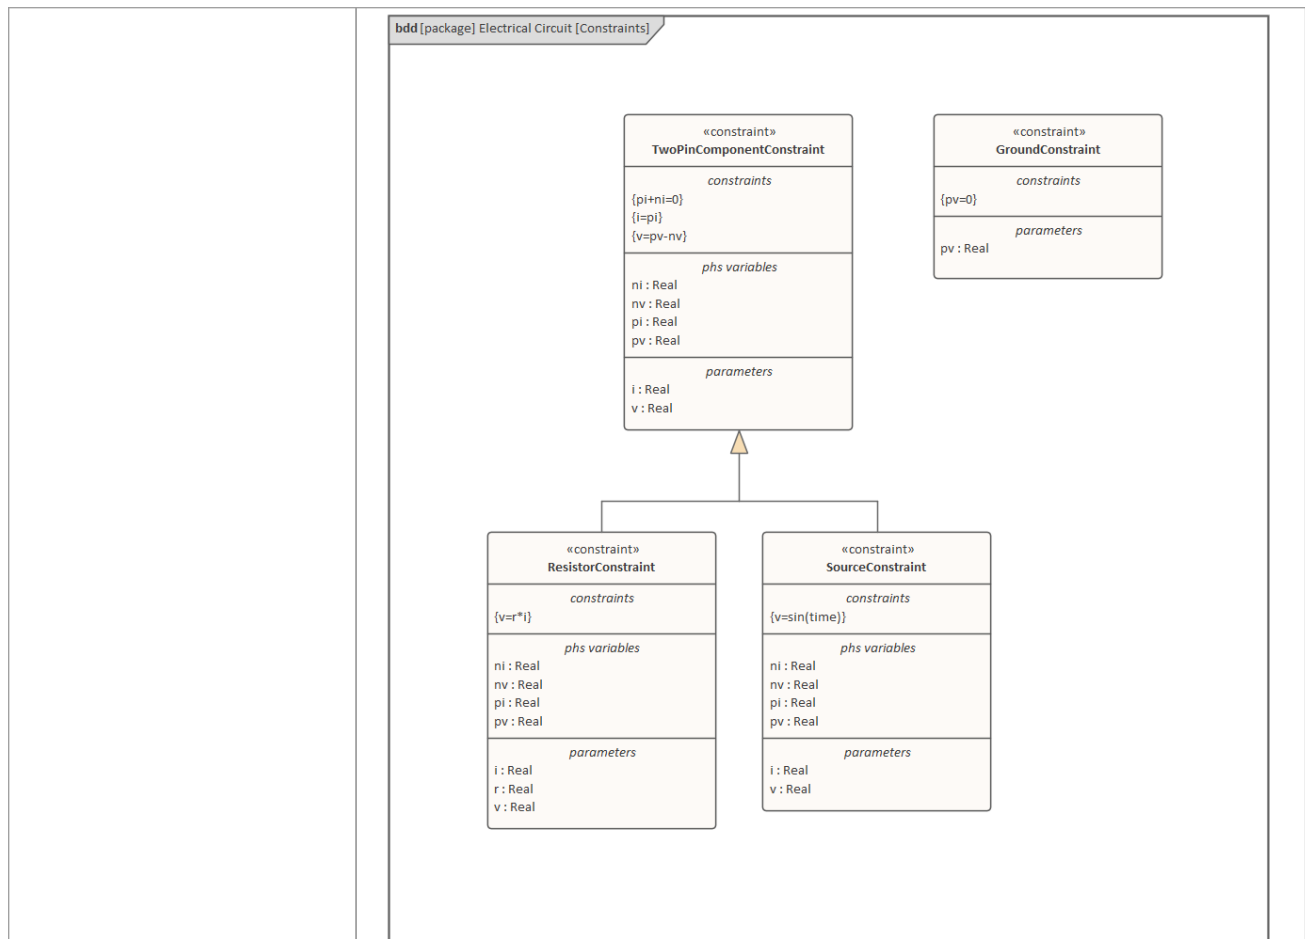 bdd [package] Electrical Circuit [Constraints]
«constraint»
TwoPinComponentConstraint
constraints
{pi+ni=0}
{i=pi}
{v=pv-nv}
phs variables
ni : Real
nv : Real
pi : Real
pv : Real
parameters
i : Real
v : Real
«constraint»
GroundConstraint
constraints
{pv=0}
parameters
pv : Real
«constraint»
ResistorConstraint
constraints
{v=r*i}
phs variables
ni : Real
nv : Real
pi : Real
pv : Real
parameters
i : Real
r : Real
v : Real
«constraint»
SourceConstraint
constraints
{v=sin(time)}
phs variables
ni : Real
nv : Real
pi : Real
pv : Real
parameters
i : Real
v : Real